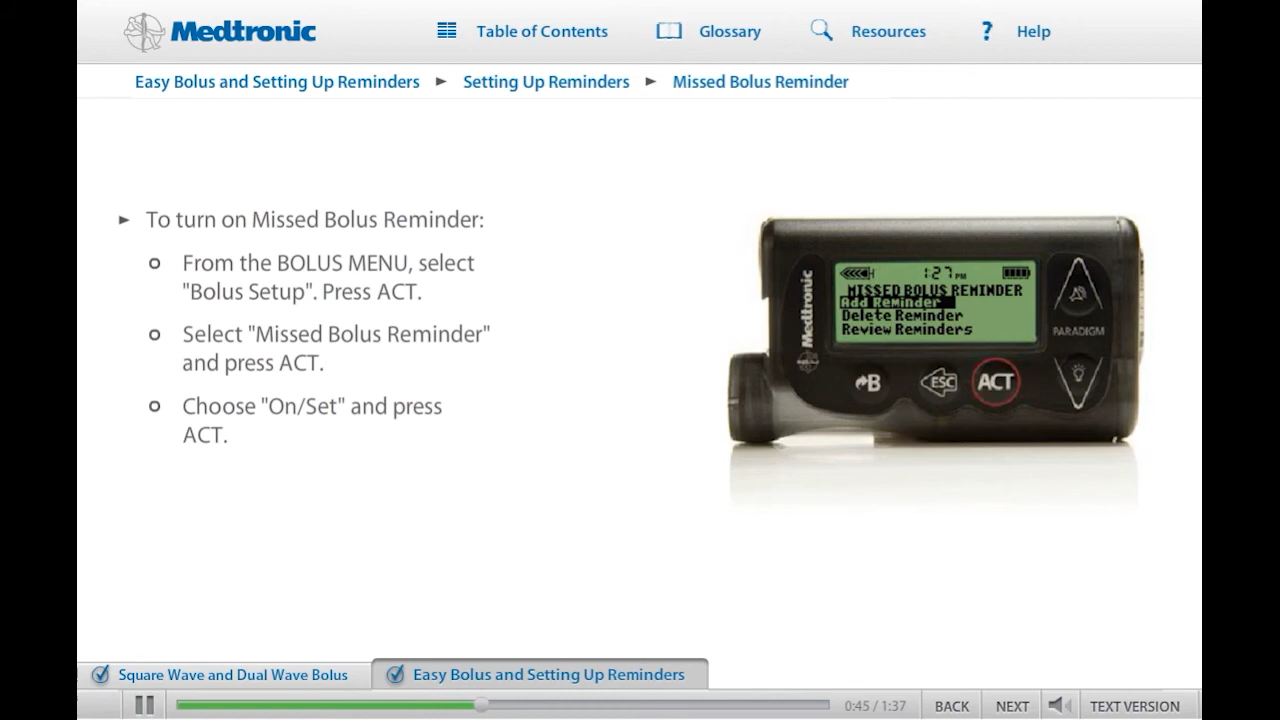 Medtronic
Table of Contents
Glossary
Resources
? Help
Easy Bolus and Setting Up Reminders ► Setting Up Reminders ► Missed Bolus Reminder
► To turn on Missed Bolus Reminder:
From the BOLUS MENU, select
"Bolus Setup". Press ACT.
Select "Missed Bolus Reminder"
and press ACT.
Choose "On/Set" and press
ACT.
Medtronic
1:27 PM
MISSED BOLUS REMINDER
Add Reminder
Delete Reminder
Review Reminders
PARADIGM
B
ESC
ACT
Square Wave and Dual Wave Bolus
Easy Bolus and Setting Up Reminders
0:45 / 1:37
BACK
NEXT
TEXT VERSION